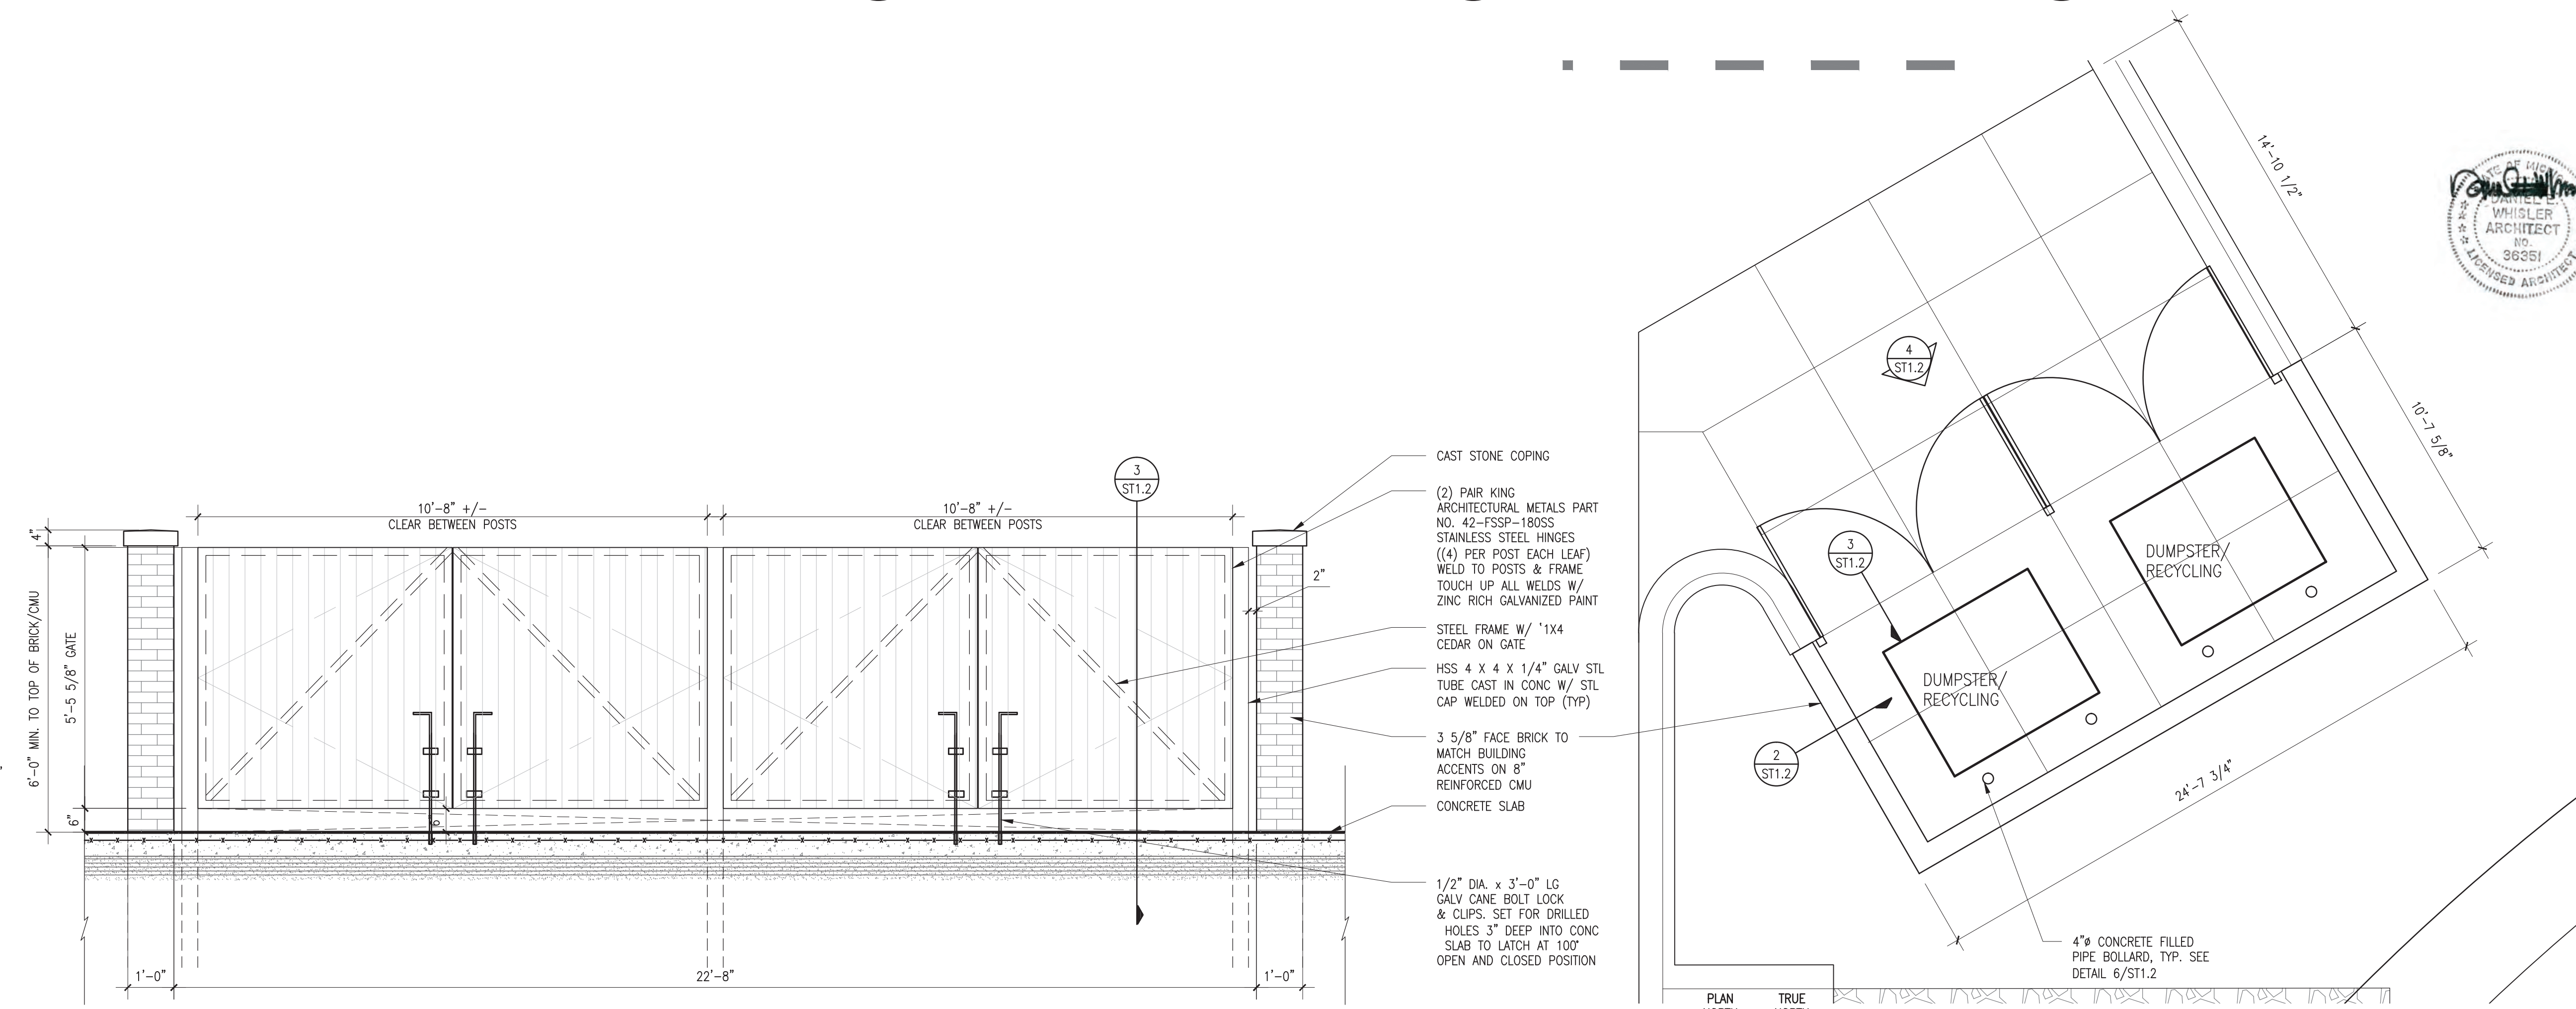 4"
6'-0" MIN. TO TOP OF BRICK/CMU
5'-5 5/8" GATE
6"
10'-8" +/-
CLEAR BETWEEN POSTS
10'-8" +/-
CLEAR BETWEEN POSTS
3
ST1.2
2"
6"
1'-0"
22'-8"
1'-0"
CAST STONE COPING
(2) PAIR KING
ARCHITECTURAL METALS PART
NO. 42-FSSP-180SS
STAINLESS STEEL HINGES
((4) PER POST EACH LEAF)
WELD TO POSTS & FRAME
TOUCH UP ALL WELDS W/
ZINC RICH GALVANIZED PAINT
STEEL FRAME W/ '1X4
CEDAR ON GATE
HSS 4 X 4 X 1/4" GALV STL
TUBE CAST IN CONC W/ STL
CAP WELDED ON TOP (TYP)
3 5/8" FACE BRICK TO
MATCH BUILDING
ACCENTS ON 8"
REINFORCED CMU
CONCRETE SLAB
1/2" DIA. x 3'-0" LG
GALV CANE BOLT LOCK
& CLIPS. SET FOR DRILLED
HOLES 3" DEEP INTO CONC
SLAB TO LATCH AT 100°
OPEN AND CLOSED POSITION
14'-10 1/2"
10'-7 5/8"
24'-7 3/4"
4
ST1.2
3
ST1.2
2
ST1.2
DUMPSTER/
RECYCLING
DUMPSTER/
RECYCLING
4"ø CONCRETE FILLED
PIPE BOLLARD, TYP. SEE
DETAIL 6/ST1.2
PLAN
TRUE
DANIEL E.
WHISLER
ARCHITECT
NO.
36351
LICENSED ARCHITECT